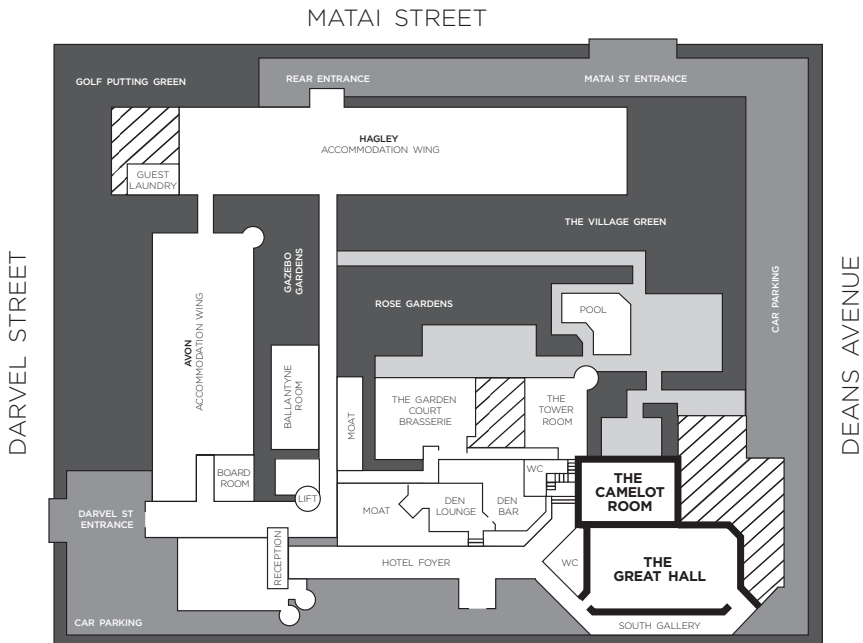 MATAI STREET
GOLF PUTTING GREEN
REAR ENTRANCE
MATAI ST ENTRANCE
HAGLEY
ACCOMMODATION WING
GUEST
LAUNDRY
THE VILLAGE GREEN
DARVEL STREET
DEANS AVENUE
GAZEBO
GARDENS
CAR PARKING
ROSE GARDENS
POOL
AVON
ACCOMMODATION WING
BALLANTYNE
ROOM
MOAT
THE GARDEN
COURT
BRASSERIE
THE
TOWER
ROOM
BOARD
ROOM
WC
THE
CAMELOT
ROOM
LIFT
DARVEL ST
ENTRANCE
MOAT
DEN
LOUNGE
DEN
BAR
RECEPTION
HOTEL FOYER
WC
THE
GREAT HALL
CAR PARKING
SOUTH GALLERY